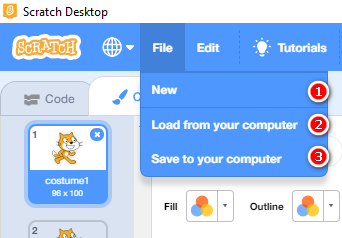 Scratch Desktop
SCRATCH File Edit Tutorials
New 1
Load from your computer 2
Save to your computer 3
Code
1
costume1
96 x 100
Fill Outline
2